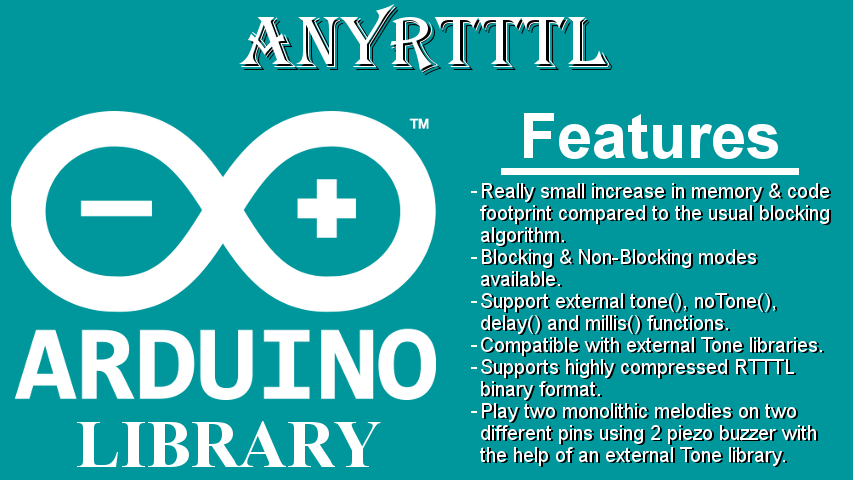 ANYRTTTL
™
ARDUINO
LIBRARY
Features
- Really small increase in memory & code
footprint compared to the usual blocking
algorithm.
- Blocking & Non-Blocking modes
available.
- Support external tone(), noTone(),
delay() and millis() functions.
- Compatible with external Tone libraries.
- Supports highly compressed RTTTL
binary format.
- Play two monolithic melodies on two
different pins using 2 piezo buzzer with
the help of an external Tone library.